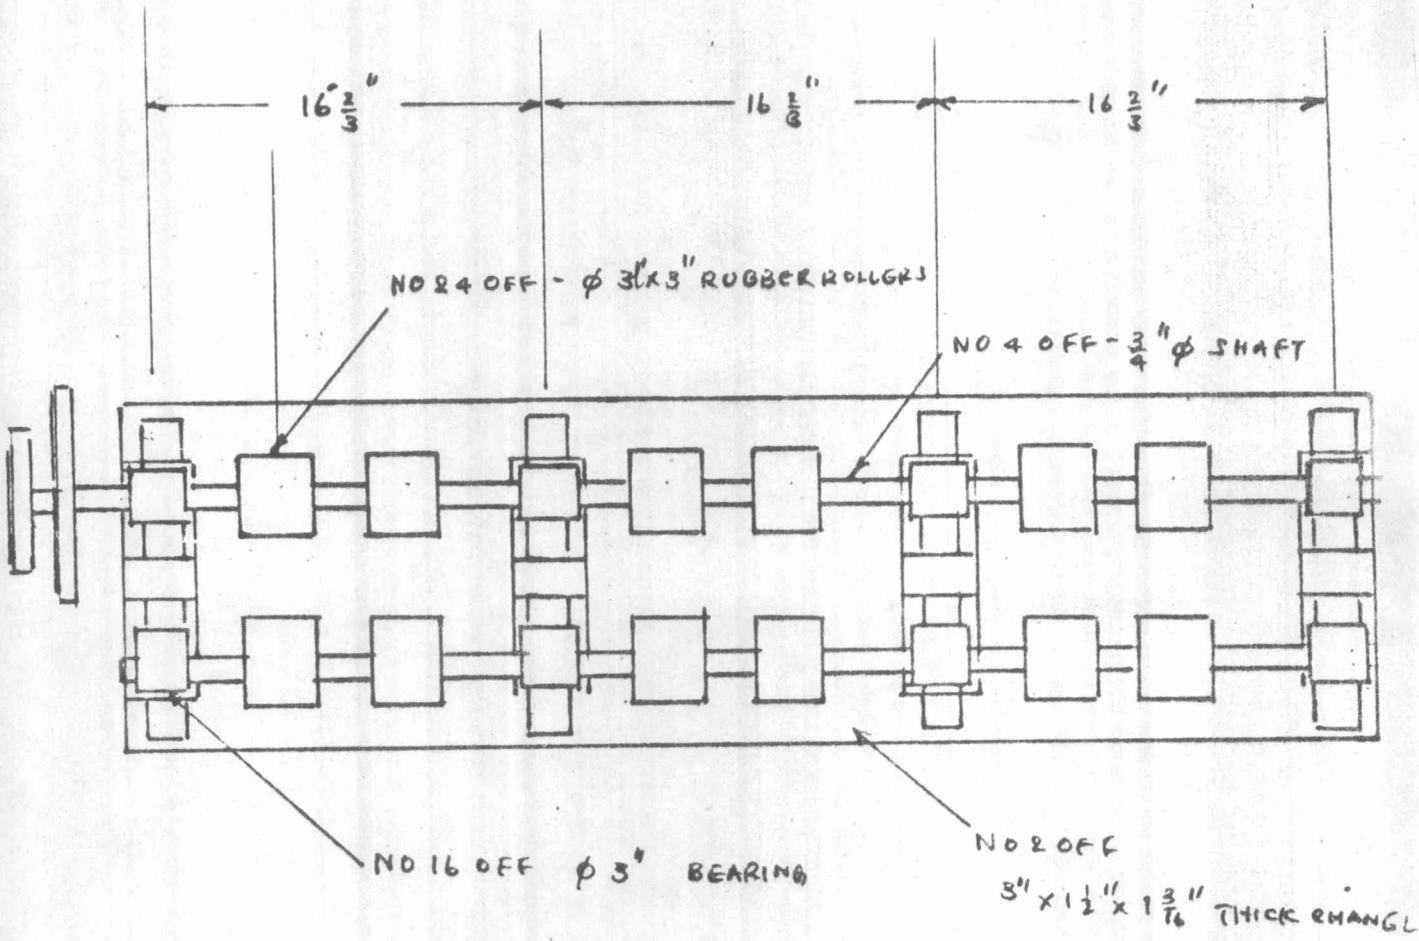 16 2/3"
16 2/3"
16 2/3"
NO 24 OFF - φ 3"x3" RUBBER ROLLERS
NO 4 OFF - 3/4" φ SHAFT
NO 16 OFF φ 3" BEARING
NO 2 OFF
3" x 1 1/2" x 1 3/16" THICK CHANGL